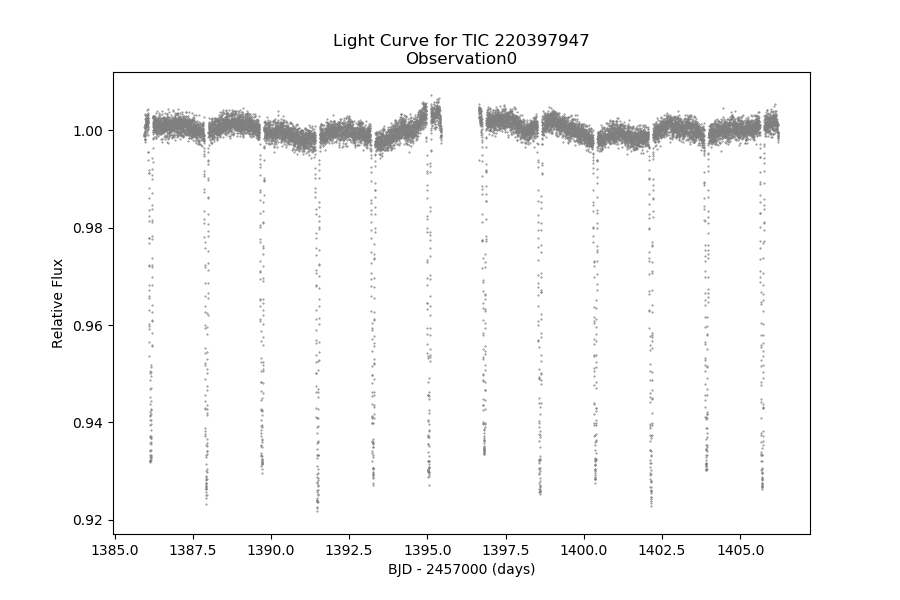 Light Curve for TIC 220397947
Observation0
Relative Flux
1.00
0.98
0.96
0.94
0.92
1385.0 1387.5 1390.0 1392.5 1395.0 1397.5 1400.0 1402.5 1405.0
BJD - 2457000 (days)